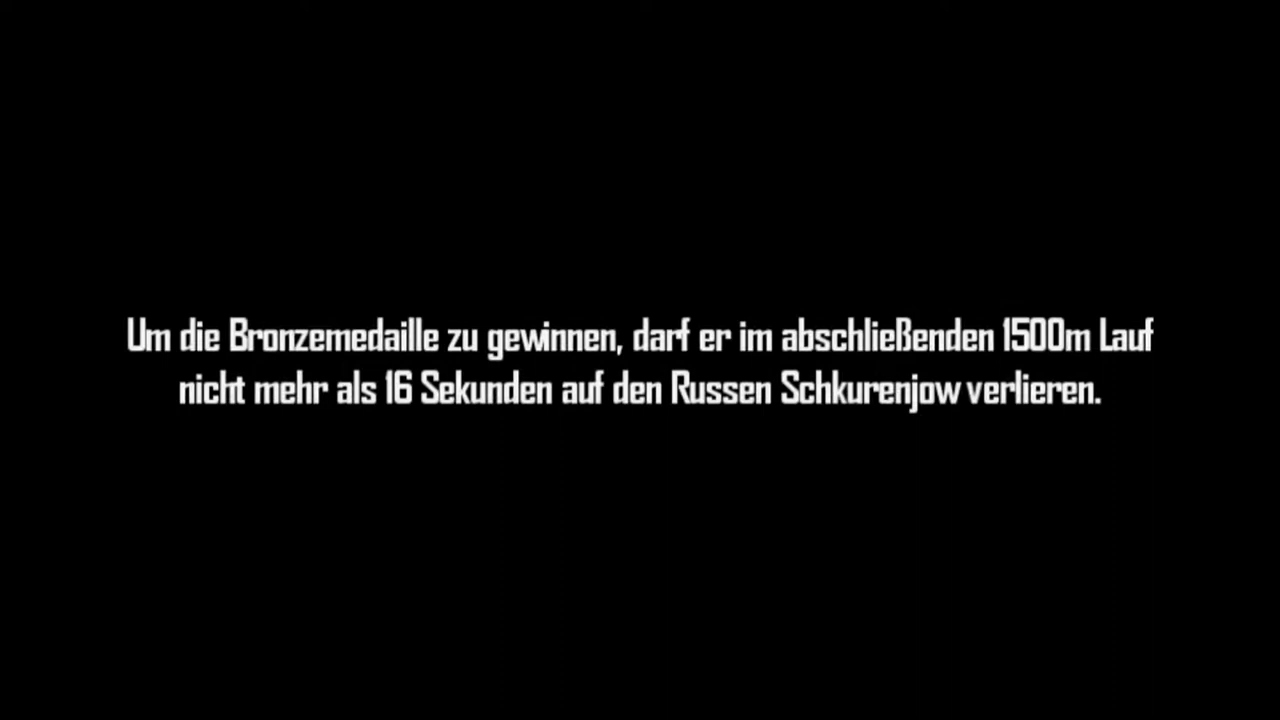 Um die Bronzemedaille zu gewinnen, darf er im abschließenden 1500m Lauf
nicht mehr als 16 Sekunden auf den Russen Schkurenjow verlieren.